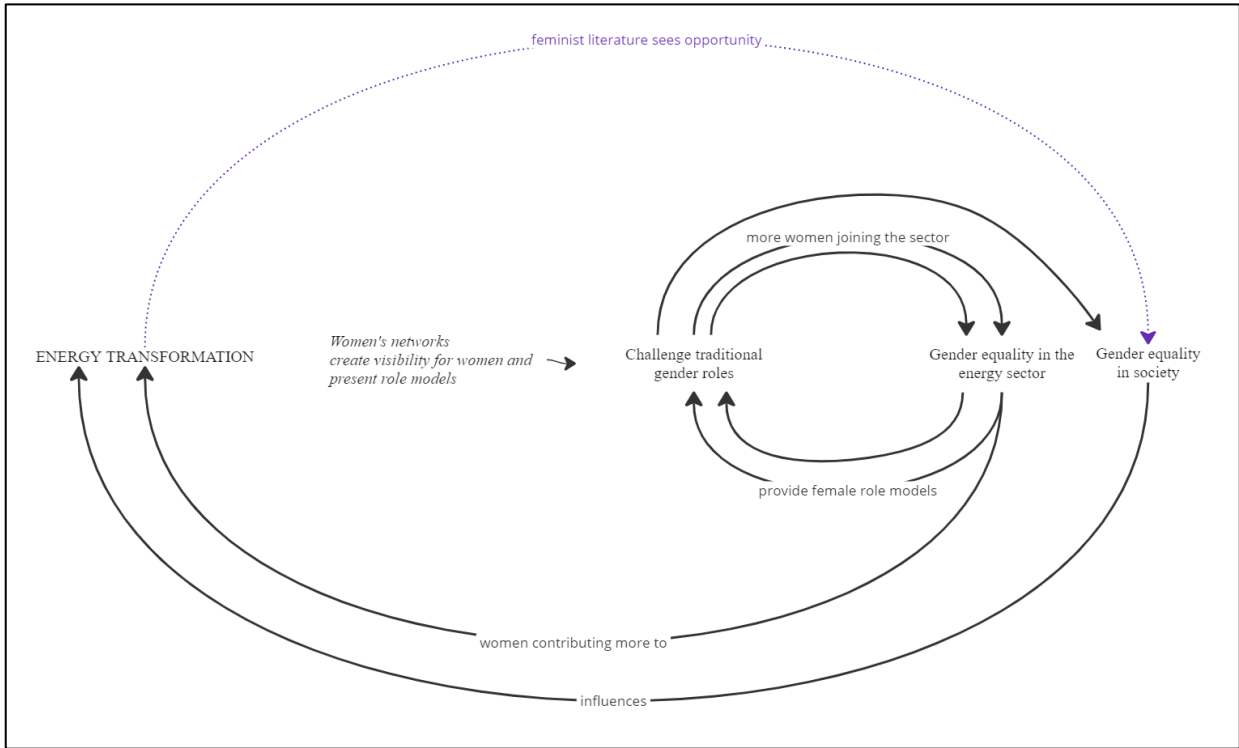 feminist literature sees opportunity
more women joining the sector
ENERGY TRANSFORMATION
Women's networks
create visibility for women and
present role models
Challenge traditional
gender roles
Gender equality in the
energy sector
Gender equality
in society
provide female role models
women contributing more to
influences